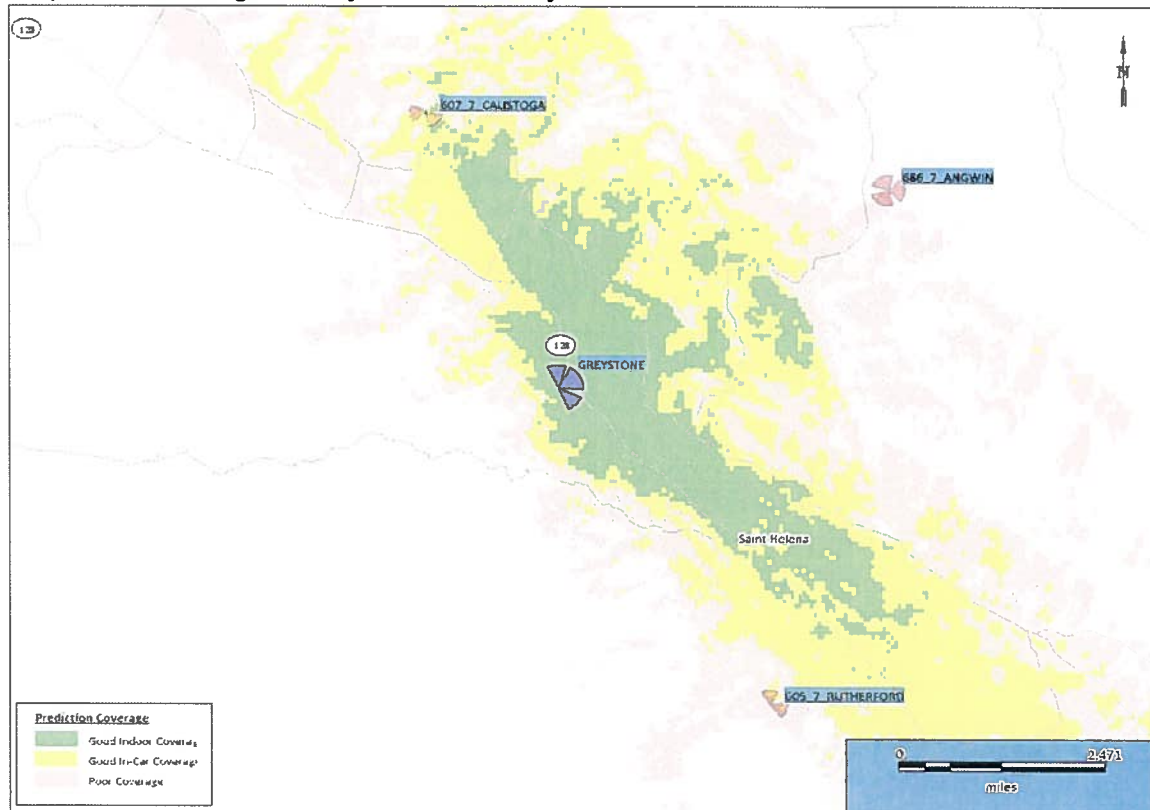 128
N
607_7_CALISTOGA
686_7_ANGWIN
128
GREYSTONE
Saint Helena
605_7_RUTHERFORD
Prediction Coverage
Good Indoor Coverag
Good In-Car Coverage
Poor Coverage
0 2.471
miles